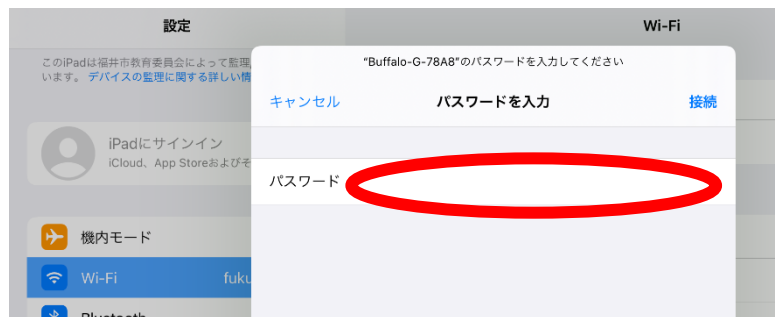 設定
Wi-Fi
このiPadは福井市教育委員会によって監理
います。デバイスの監理に関する詳しい情
"Buffalo-G-78A8"のパスワードを入力してください
キャンセル
パスワードを入力
接続
iPadにサインイン
iCloud、App Storeおよびそ
パスワード
機内モード
Wi-Fi fuku
Bluetooth